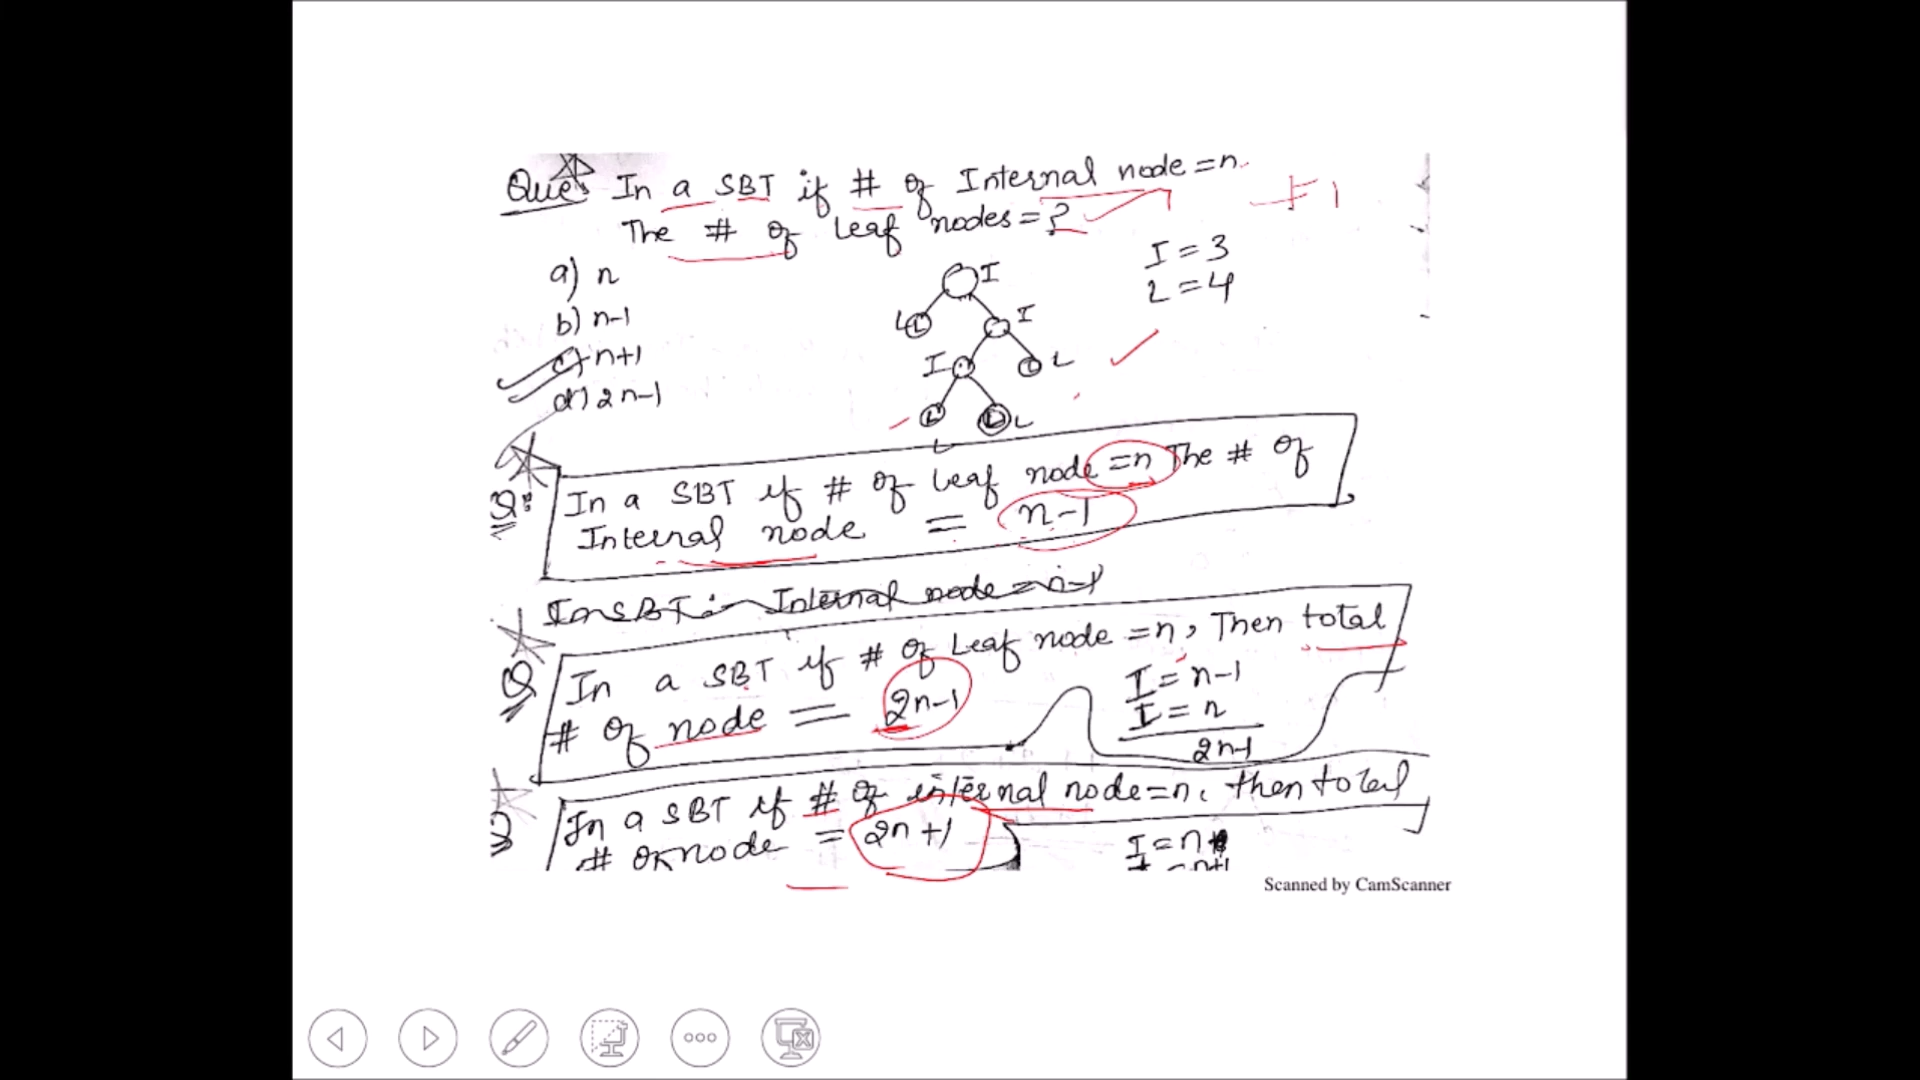 Que: In a SBT if # of Internal node = n.
The # of leaf nodes = ?
+1
a) n
b) n-1
c) n+1
d) 2n-1
I = 3
L = 4
I
L L I
I L L
L L L
L
Q: In a SBT if # of leaf node = n The # of
Internal node = n-1
In SBT: Internal node = n-1
Q In a SBT if # of Leaf node = n, Then total
# of node = 2n-1
I = n-1
I = n
2n-1
Q In a SBT if # of internal node = n, then total
# of node = 2n+1
I = n
= n+1
Scanned by CamScanner